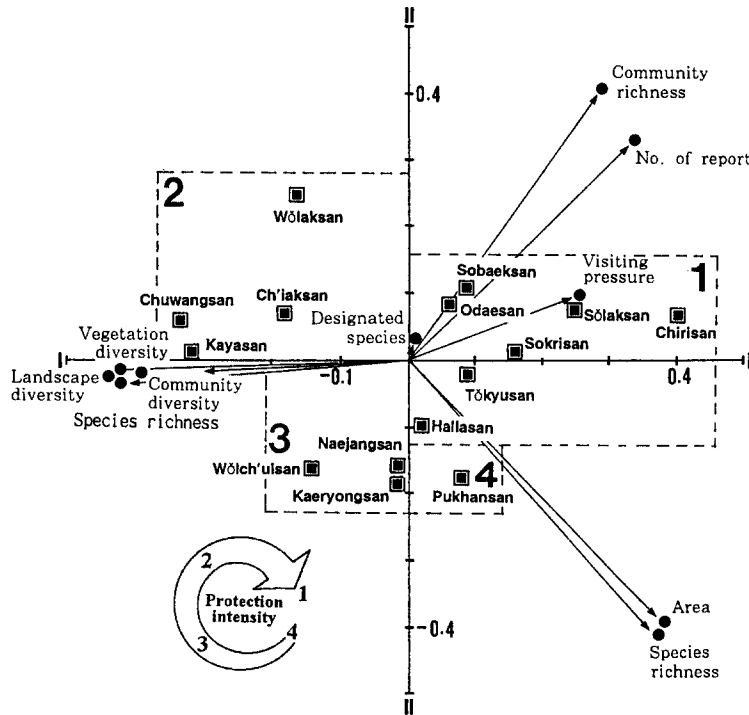 II
0.4
Community
richness
No. of report
2
Wŏlaksan
1
Visiting
pressure
Sobaeksan
Chuwangsan
Ch'iaksan
Odaesan
Sŏlaksan
Chirisan
Designated
species
Vegetation
diversity
Kayasan
Sokrisan
I
-0.1
0.4
I
Landscape
diversity
Community
diversity
Species richness
Tŏkyusan
Hallasan
3
Naejangsan
Wŏlch'ulsan
4
Kaeryongsan
Pukhansan
2
1
Protection
intensity
3
4
-0.4
Area
Species
richness
II